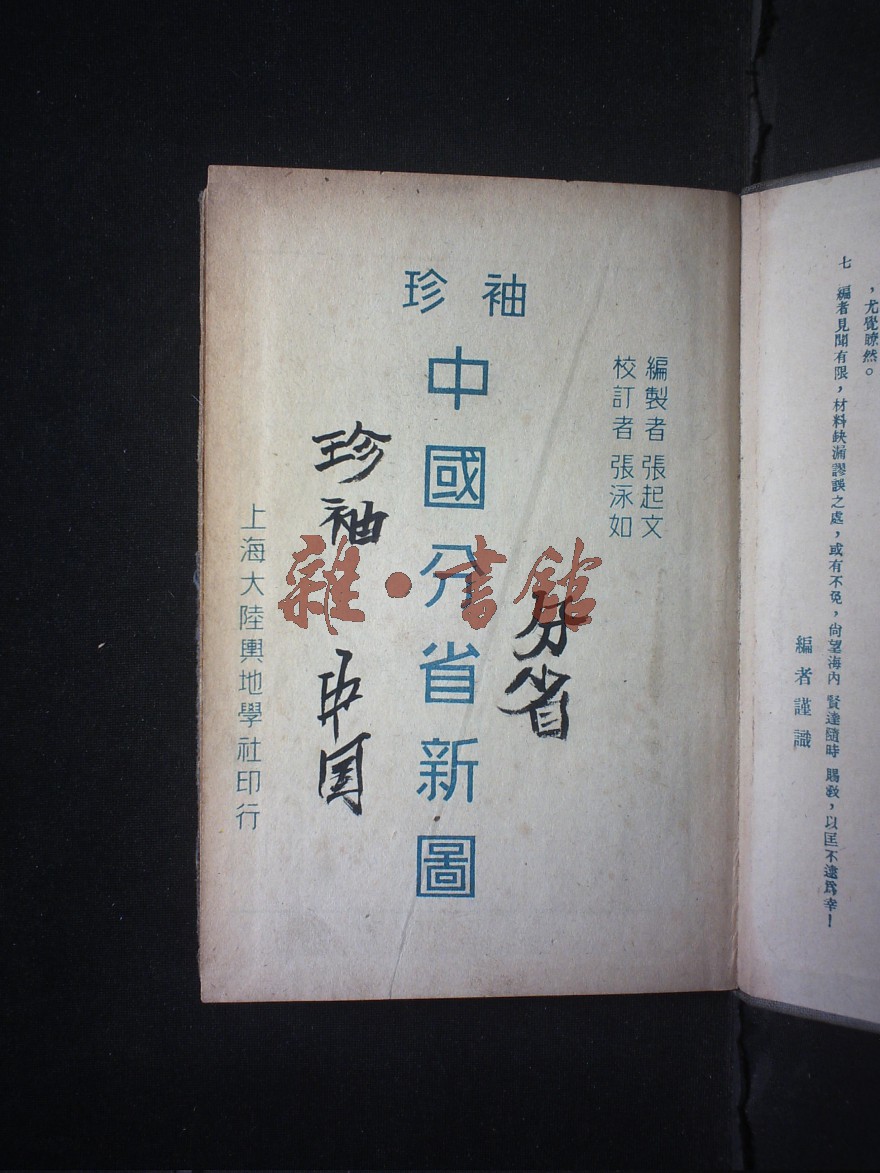 ，尤覺瞭然。
七 編者見聞有限，材料缺漏謬誤之處，或有不免，尙望海内 賢達隨時 賜教，以匡不逮爲幸！
編者謹識
編製者 張起文
校訂者 張泳如
袖珍
中國分省新圖
上海大陸輿地學社印行
分省
珍袖 中国
雜·書館